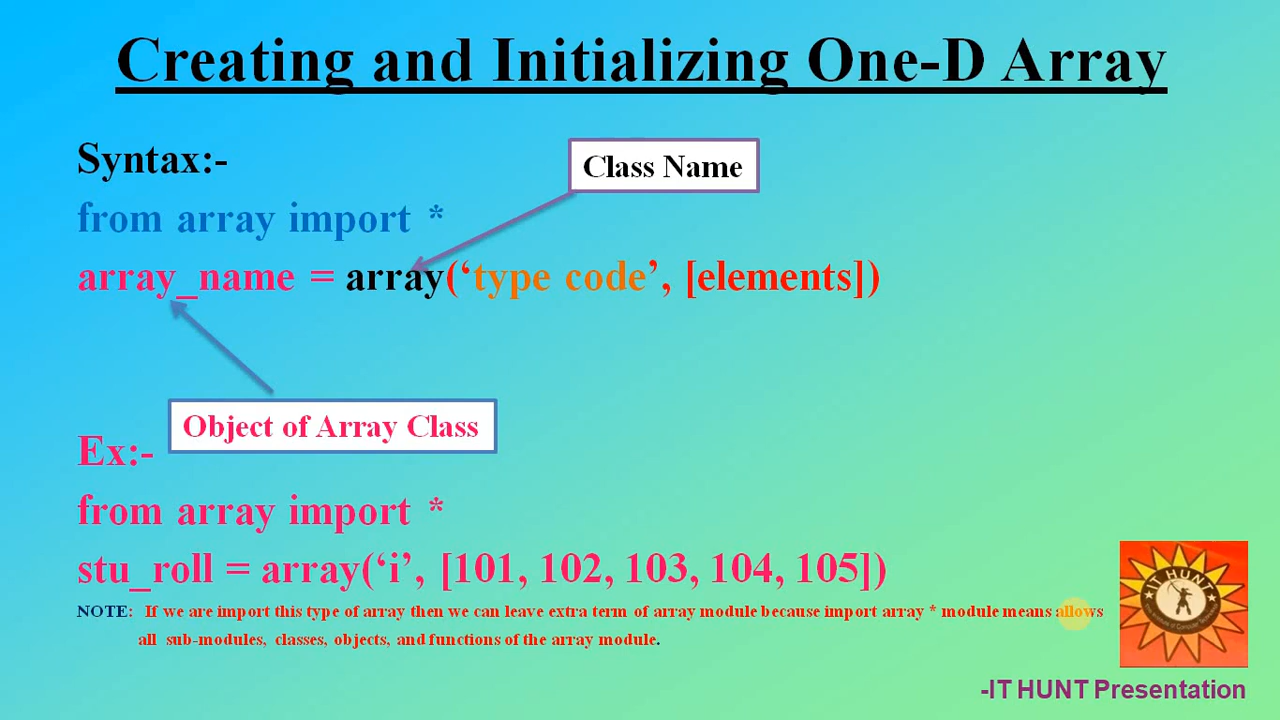 Creating and Initializing One-D Array
Syntax:-
Class Name
from array import *
array_name = array(‘type code’, [elements])
Object of Array Class
Ex:-
from array import *
stu_roll = array(‘i’, [101, 102, 103, 104, 105])
NOTE: If we are import this type of array then we can leave extra term of array module because import array * module means allows
all sub-modules, classes, objects, and functions of the array module.
IT HUNT
-IT HUNT Presentation